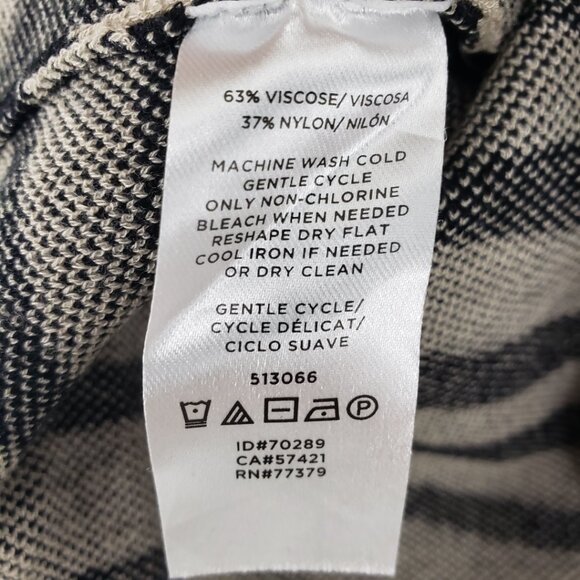 63% VISCOSE/ VISCOSA
37% NYLON/ NILÓN
MACHINE WASH COLD
GENTLE CYCLE
ONLY NON-CHLORINE
BLEACH WHEN NEEDED
RESHAPE DRY FLAT
COOL IRON IF NEEDED
OR DRY CLEAN
GENTLE CYCLE/
CYCLE DÉLICAT/
CICLO SUAVE
513066
P
ID#70289
CA#57421
RN#77379